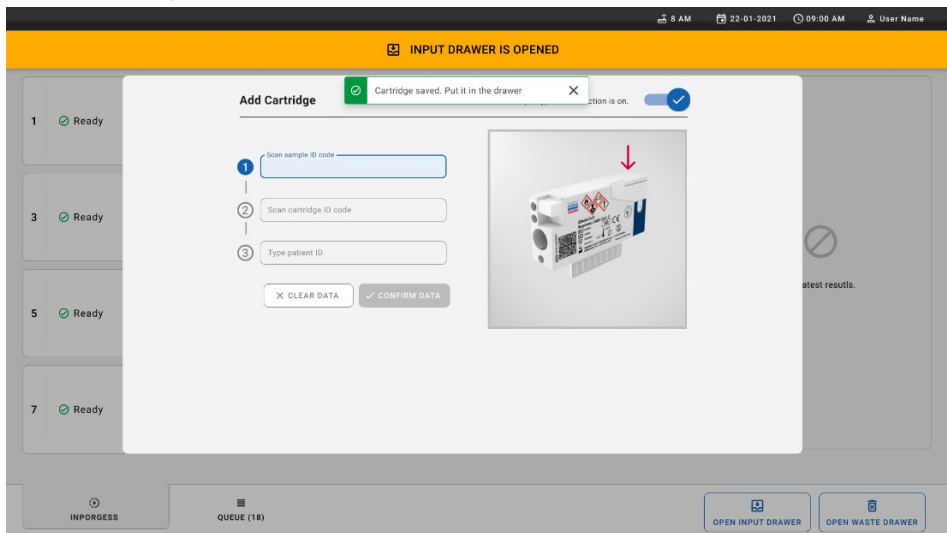 8 AM 22-01-2021 09:00 AM User Name
INPUT DRAWER IS OPENED
Cartridge saved. Put it in the drawer
Add Cartridge
ction is on.
1 Ready
3 Ready
5 Ready
7 Ready
1 Scan sample ID code
2 Scan cartridge ID code
3 Type patient ID
CLEAR DATA CONFIRM DATA
CE
atest resutls.
INPORGESS
QUEUE (18)
OPEN INPUT DRAWER
OPEN WASTE DRAWER